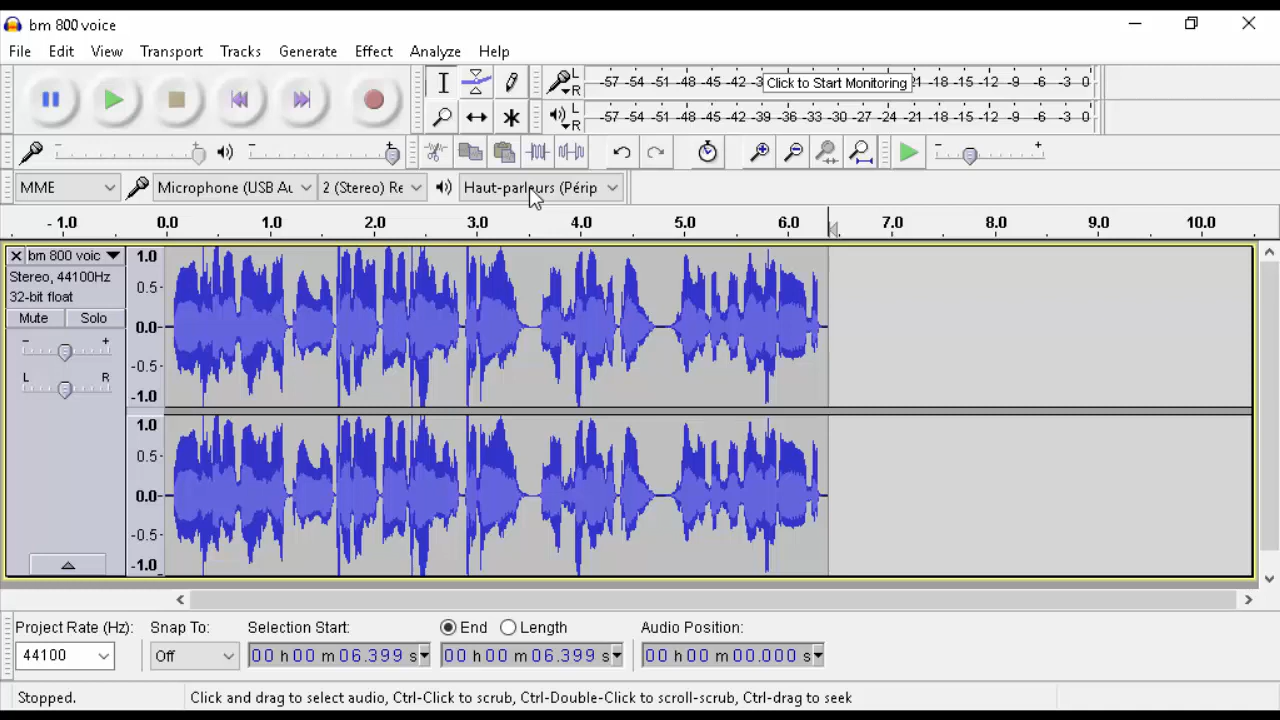 bm 800 voice
File Edit View Transport Tracks Generate Effect Analyze Help
L R -57 -54 -51 -48 -45 -42 -3 Click to Start Monitoring 1 -18 -15 -12 -9 -6 -3 0
L R -57 -54 -51 -48 -45 -42 -39 -36 -33 -30 -27 -24 -21 -18 -15 -12 -9 -6 -3 0
- + - + - +
MME Microphone (USB Au 2 (Stereo) Re Haut-parleurs (Périp
- 1.0 0.0 1.0 2.0 3.0 4.0 5.0 6.0 7.0 8.0 9.0 10.0
bm 800 voic 1.0
Stereo, 44100Hz 0.5-
32-bit float
Mute Solo 0.0-
- +
-0.5-
L R
-1.0
1.0
0.5-
0.0-
-0.5-
-1.0
Project Rate (Hz): Snap To: Selection Start: End Length Audio Position:
44100 Off 00 h 00 m 06.399 s 00 h 00 m 06.399 s 00 h 00 m 00.000 s
Stopped. Click and drag to select audio, Ctrl-Click to scrub, Ctrl-Double-Click to scroll-scrub, Ctrl-drag to seek